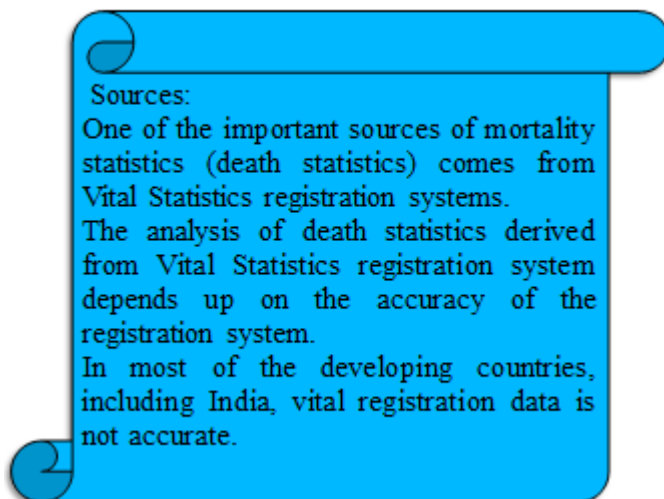 Sources:
One of the important sources of mortality
statistics (death statistics) comes from
Vital Statistics registration systems.
The analysis of death statistics derived
from Vital Statistics registration system
depends up on the accuracy of the
registration system.
In most of the developing countries,
including India, vital registration data is
not accurate.